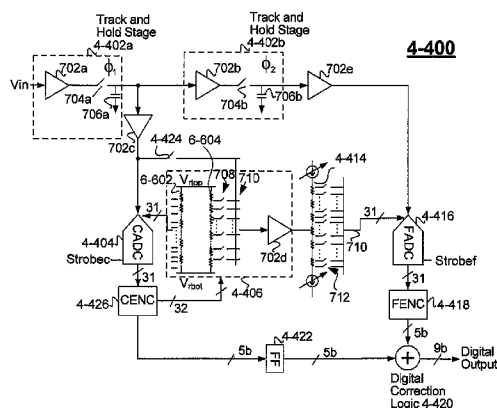 Track and
Hold Stage
4-402a
Track and
Hold Stage
4-402b
4-400
702a
ϕ1
702b
ϕ2
702e
Vin
704a
706a
704b
706b
702c
4-424
6-604
6-602
Vrtop
708
710
4-414
31
31
4-416
4-404
CADC
702d
710
FADC
Strobec
Vrbot
712
Strobef
31
4-406
31
4-426
CENC
32
FENC
4-418
4-422
5b
5b
FF
5b
+
9b
Digital
Output
Digital
Correction
Logic 4-420